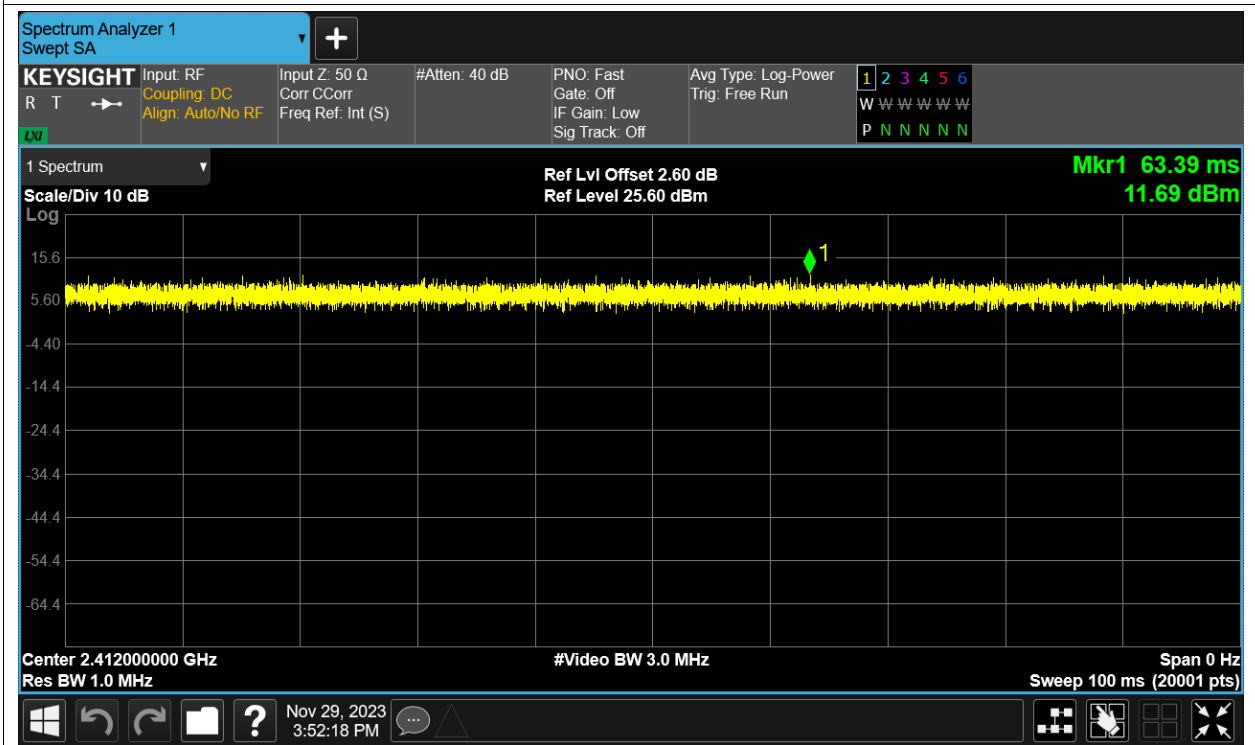 Spectrum Analyzer 1
Swept SA
KEYSIGHT
R T
LXI
Input: RF
Coupling: DC
Align: Auto/No RF
Input Z: 50 Ω
Corr CCorr
Freq Ref: Int (S)
#Atten: 40 dB
PNO: Fast
Gate: Off
IF Gain: Low
Sig Track: Off
Avg Type: Log-Power
Trig: Free Run
1 2 3 4 5 6
W W W W W W
P N N N N N
1 Spectrum
Scale/Div 10 dB
Log
Ref Lvl Offset 2.60 dB
Ref Level 25.60 dBm
Mkr1 63.39 ms
11.69 dBm
1
15.6
5.60
-4.40
-14.4
-24.4
-34.4
-44.4
-54.4
-64.4
Center 2.412000000 GHz
Res BW 1.0 MHz
#Video BW 3.0 MHz
Span 0 Hz
Sweep 100 ms (20001 pts)
?
Nov 29, 2023
3:52:18 PM